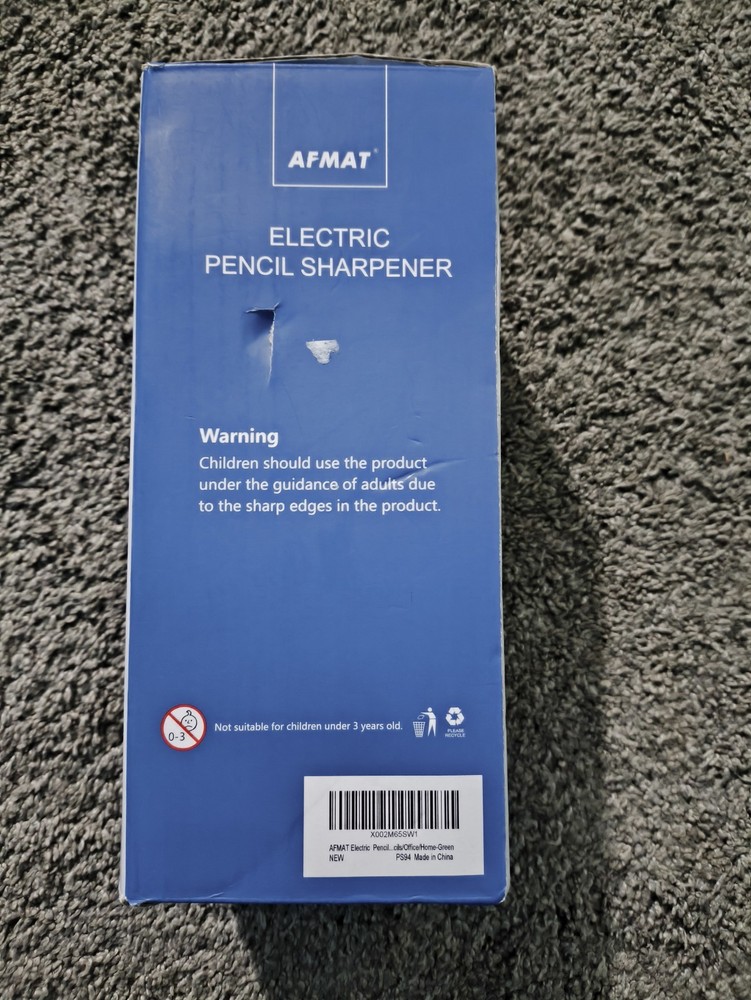 AFMAT®
ELECTRIC
PENCIL SHARPENER
Warning
Children should use the product
under the guidance of adults due
to the sharp edges in the product.
0-3
Not suitable for children under 3 years old.
PLEASE
RECYCLE
X002M65SW1
AFMAT Electric Pencil...cils/Office/Home-Green
NEW PS94 Made in China